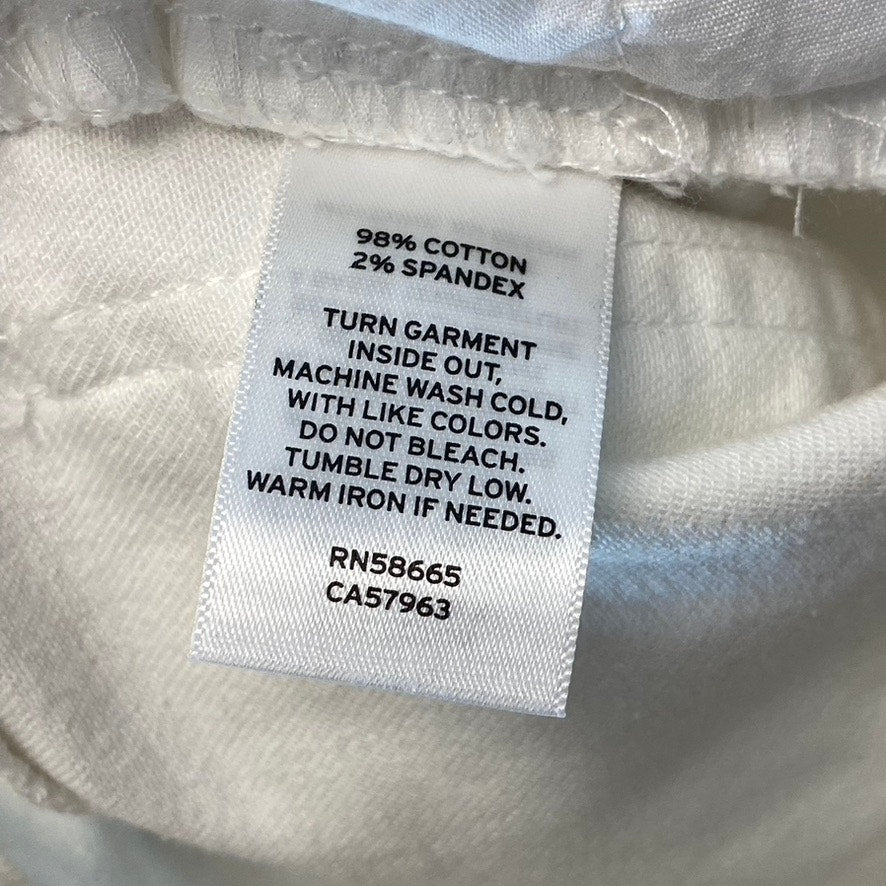 98% COTTON
2% SPANDEX
TURN GARMENT
INSIDE OUT,
MACHINE WASH COLD,
WITH LIKE COLORS.
DO NOT BLEACH.
TUMBLE DRY LOW.
WARM IRON IF NEEDED.
RN58665
CA57963